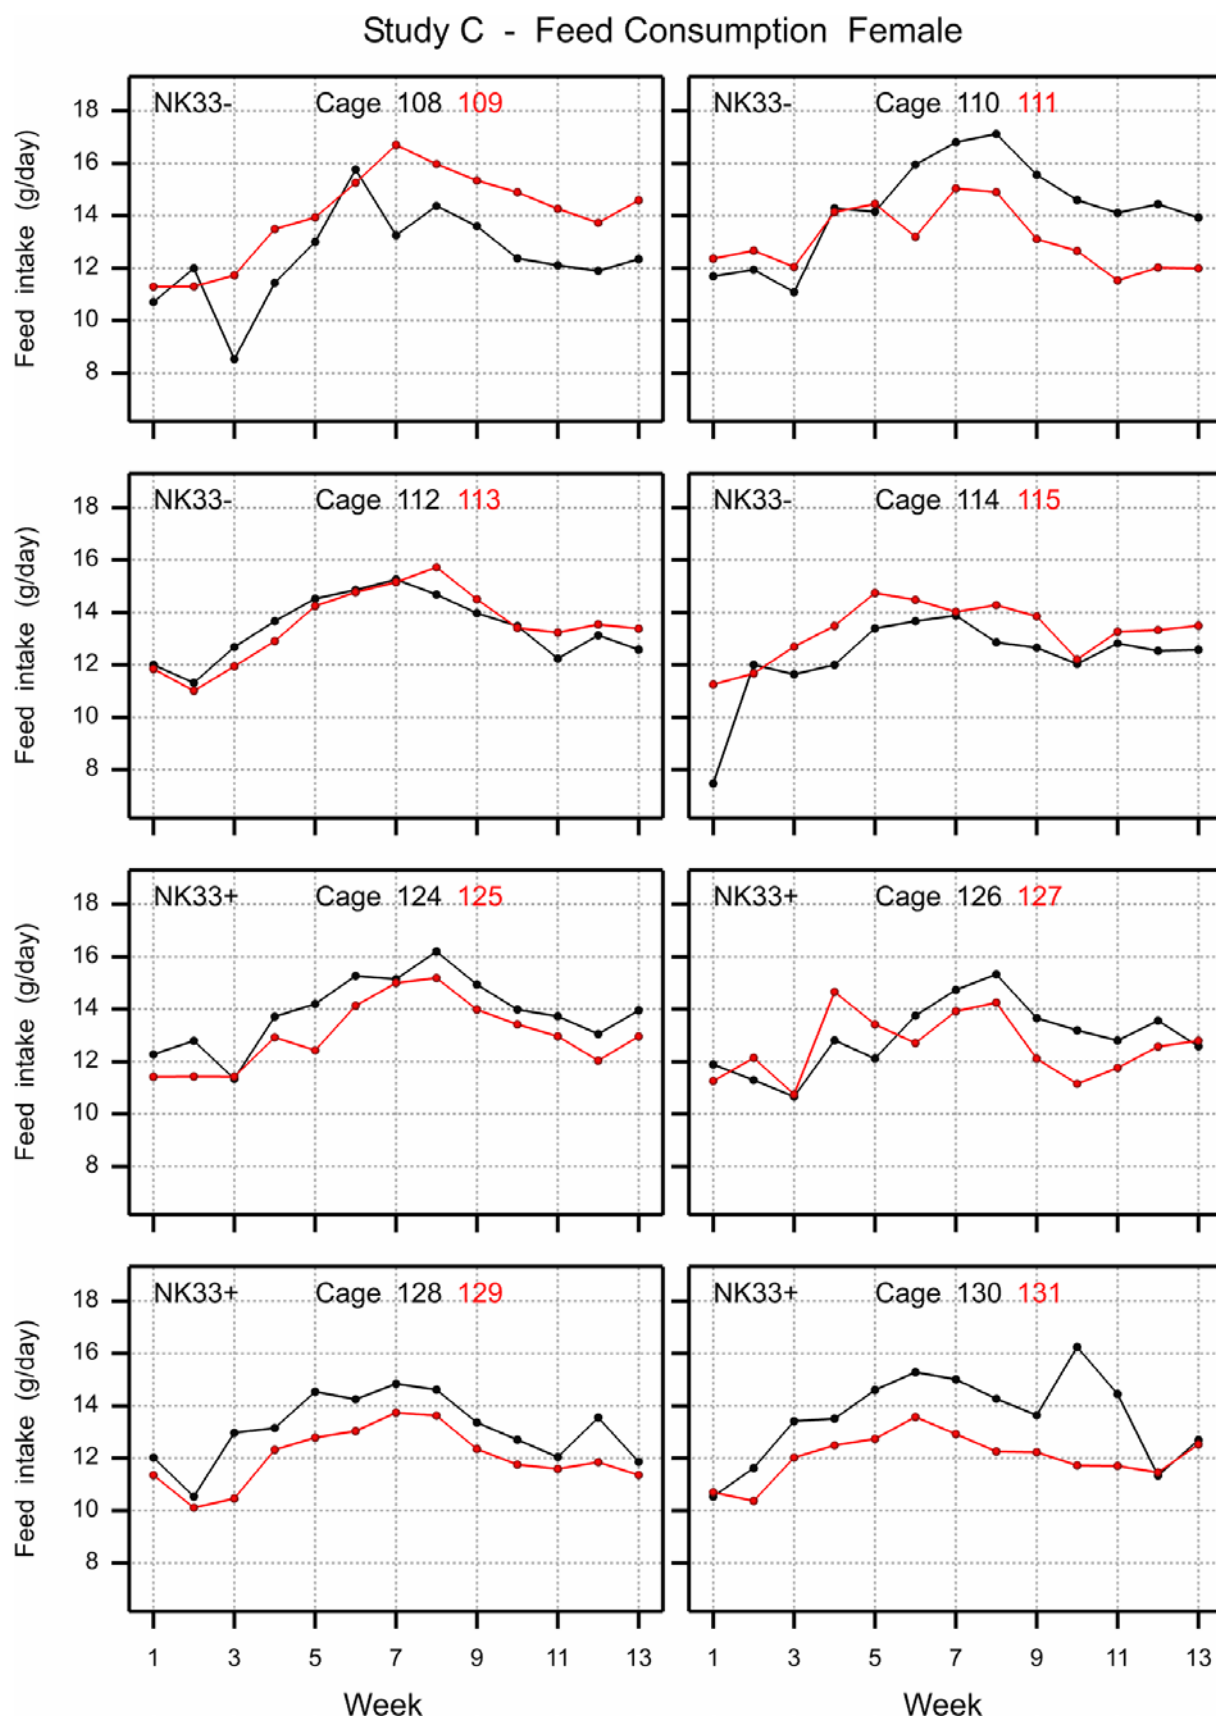 Study C - Feed Consumption Female
NK33- Cage 108 109
NK33- Cage 110 111
Feed intake (g/day)
18
16
14
12
10
8
NK33- Cage 112 113
NK33- Cage 114 115
Feed intake (g/day)
18
16
14
12
10
8
NK33+ Cage 124 125
NK33+ Cage 126 127
Feed intake (g/day)
18
16
14
12
10
8
NK33+ Cage 128 129
NK33+ Cage 130 131
Feed intake (g/day)
18
16
14
12
10
8
1 3 5 7 9 11 13
1 3 5 7 9 11 13
Week
Week